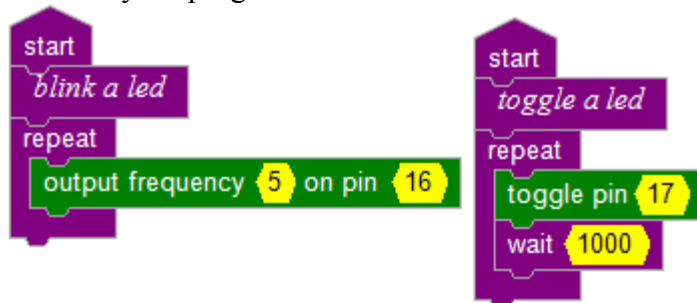 start
blink a led
repeat
output frequency 5 on pin 16
start
toggle a led
repeat
toggle pin 17
wait 1000